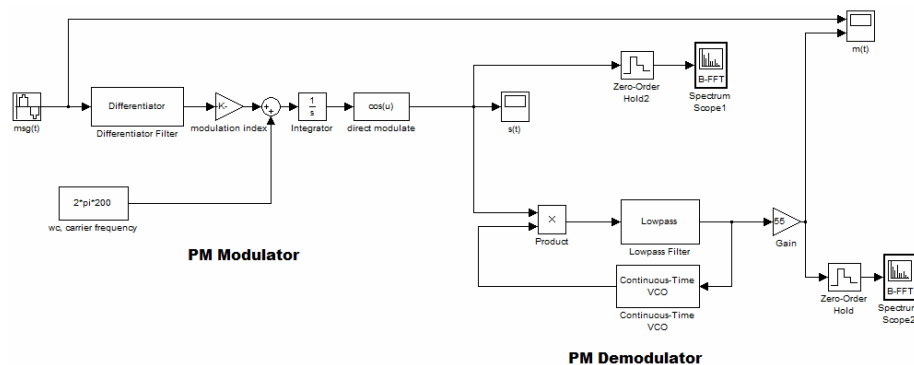 m(t)
B-FFT
Zero-Order
Hold2
Spectrum
Scope1
msg(t)
Differentiator
Differentiator Filter
K-
modulation index
+
+
1
s
Integrator
cos(u)
direct modulate
s(t)
2*pi*200
wc, carrier frequency
PM Modulator
×
Product
Lowpass
Lowpass Filter
55
Gain
Continuous-Time
VCO
Continuous-Time
VCO
Zero-Order
Hold
B-FFT
Spectrum
Scope2
PM Demodulator